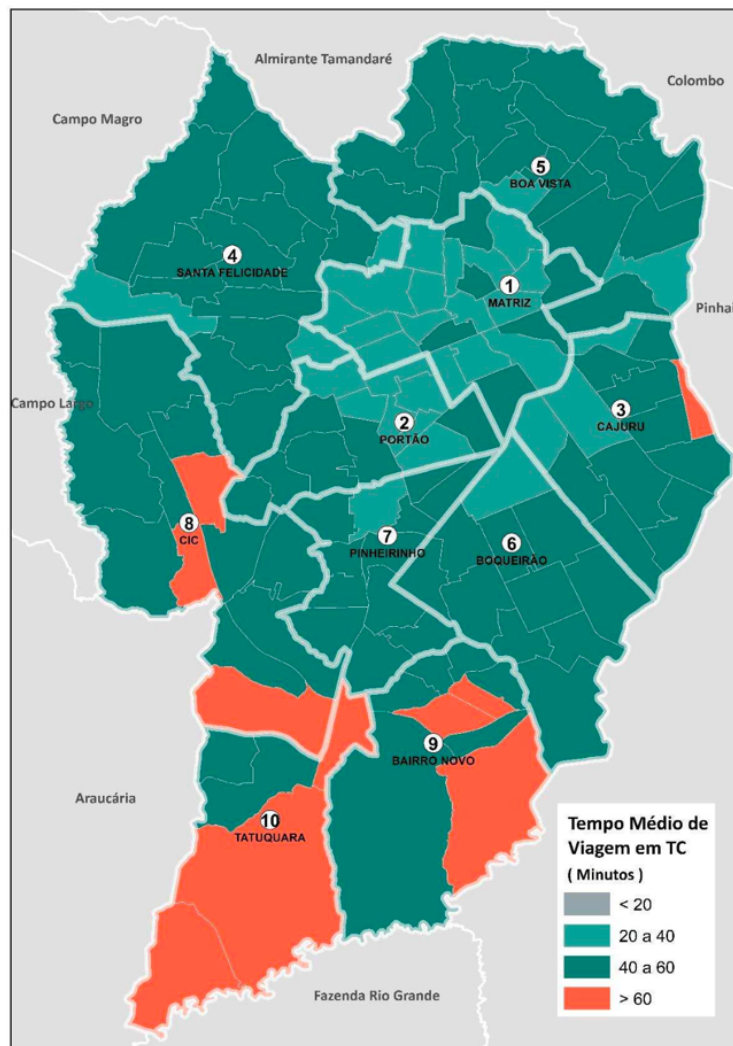 Almirante Tamandaré
Colombo
Campo Magro
5
BOA VISTA
4
SANTA FELICIDADE
1
MATRIZ
Pinhai
Campo Largo
3
CAJURU
2
PORTÃO
8
CIC
7
PINHEIRINHO
6
BOQUEIRÃO
9
BAIRRO NOVO
Araucária
10
TATUQUARA
Fazenda Rio Grande
Tempo Médio de
Viagem em TC
( Minutos )
< 20
20 a 40
40 a 60
> 60